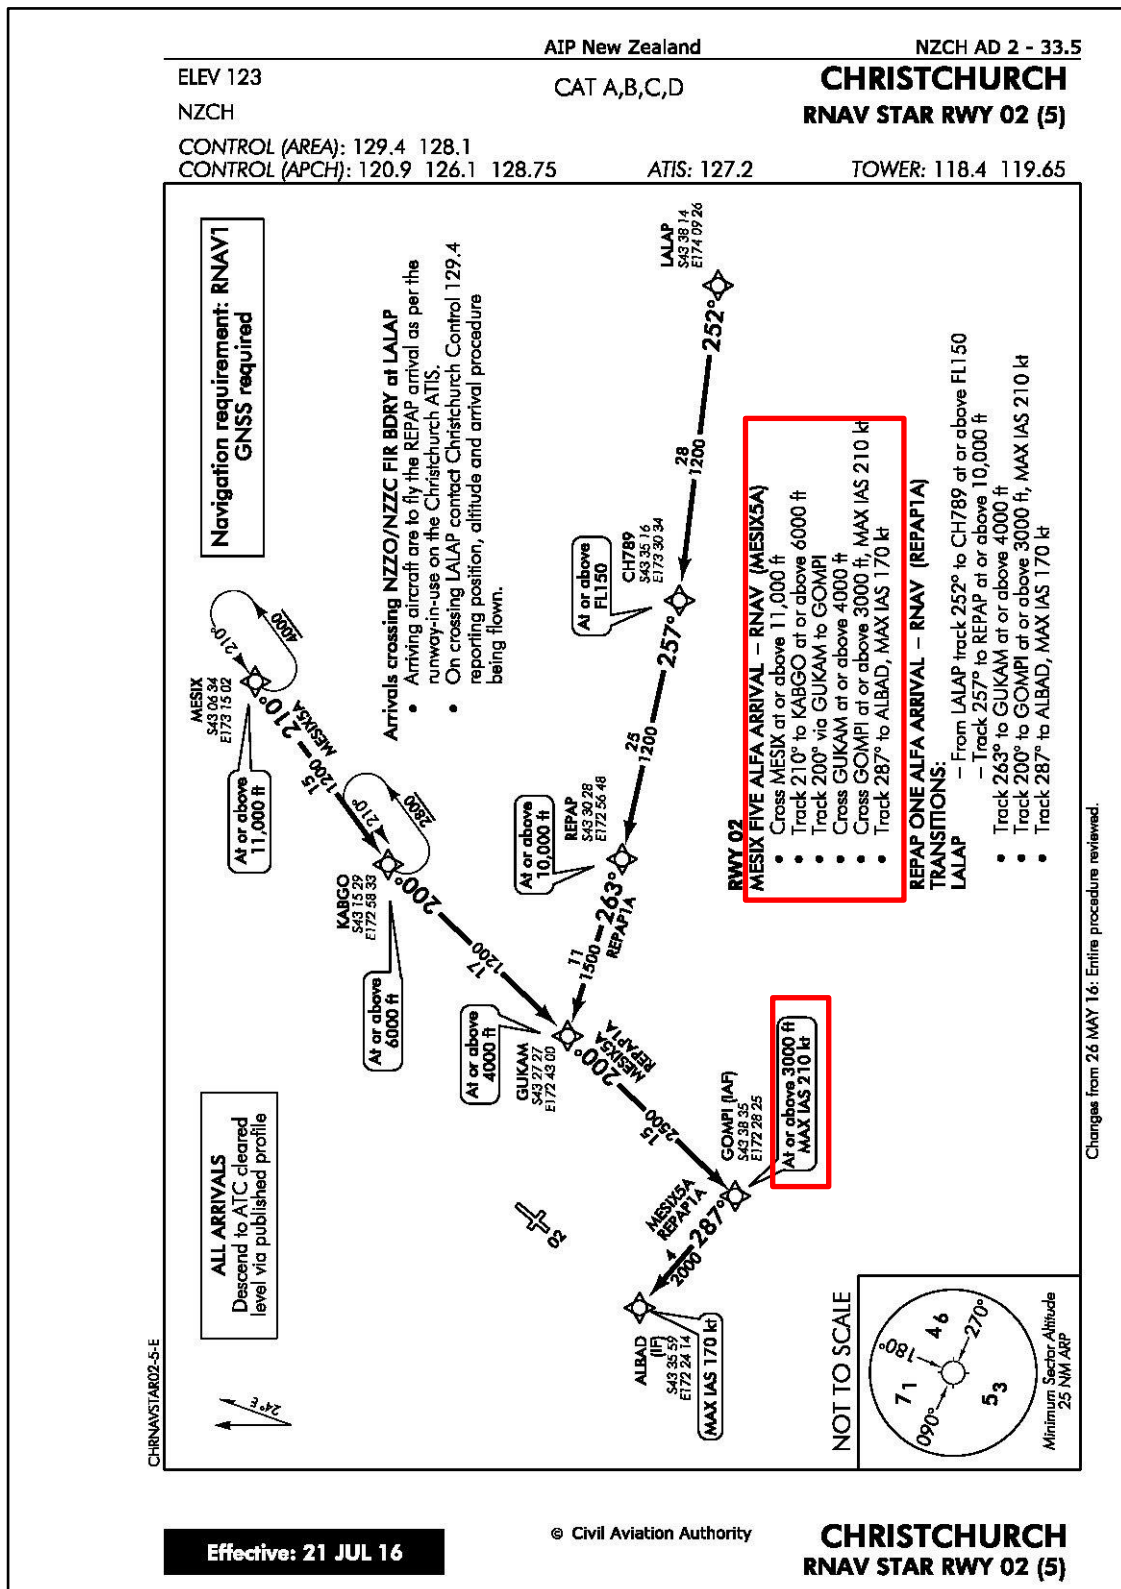 AIP New Zealand
NZCH AD 2 - 33.5
ELEV 123
NZCH
CAT A,B,C,D
CHRISTCHURCH
RNAV STAR RWY 02 (5)
CONTROL (AREA): 129.4 128.1
CONTROL (APCH): 120.9 126.1 128.75
ATIS: 127.2
TOWER: 118.4 119.65
Navigation requirement: RNAV1
GNSS required
Arrivals crossing NZZO/NZZC FIR BDRY at LALAP
• Arriving aircraft are to fly the REPAP arrival as per the
runway-in-use on the Christchurch ATIS.
• On crossing LALAP contact Christchurch Control 129.4
reporting position, altitude and arrival procedure
being flown.
LALAP
S43 38 14
E174 09 26
252°
28
1200
At or above
FL150
CH789
S43 35 16
E173 30 34
257°
25
1200
At or above
10,000 ft
REPAP
S43 30 28
E172 56 48
263°
REPAP1A
11
1500
MESIX
S43 06 34
E173 15 02
210°
4000
At or above
11,000 ft
210°
MESIX5A
15
1200
210°
2800
KABGO
S43 15 29
E172 58 33
At or above
6000 ft
200°
17
1200
At or above
4000 ft
GUKAM
S43 27 27
E172 43 00
200°
MESIX5A
REPAP1A
15
2500
GOMPI (IAF)
S43 38 35
E172 28 25
At or above 3000 ft
MAX IAS 210 kt
MESIX5A
REPAP1A
287°
4
2000
ALBAD
(IF)
S43 35 59
E172 24 14
MAX IAS 170 kt
02
RWY 02
MESIX FIVE ALFA ARRIVAL – RNAV (MESIX5A)
• Cross MESIX at or above 11,000 ft
• Track 210° to KABGO at or above 6000 ft
• Track 200° via GUKAM to GOMPI
• Cross GUKAM at or above 4000 ft
• Cross GOMPI at or above 3000 ft, MAX IAS 210 kt
• Track 287° to ALBAD, MAX IAS 170 kt
REPAP ONE ALFA ARRIVAL – RNAV (REPAP1A)
TRANSITIONS:
LALAP – From LALAP track 252° to CH789 at or above FL150
– Track 257° to REPAP at or above 10,000 ft
• Track 263° to GUKAM at or above 4000 ft
• Track 200° to GOMPI at or above 3000 ft, MAX IAS 210 kt
• Track 287° to ALBAD, MAX IAS 170 kt
ALL ARRIVALS
Descend to ATC cleared
level via published profile
24°E
NOT TO SCALE
180°
270°
090°
71
46
53
Minimum Sector Altitude
25 NM ARP
CHRNAVSTAR02-5-E
Changes from 26 MAY 16: Entire procedure reviewed.
Effective: 21 JUL 16
© Civil Aviation Authority
CHRISTCHURCH
RNAV STAR RWY 02 (5)